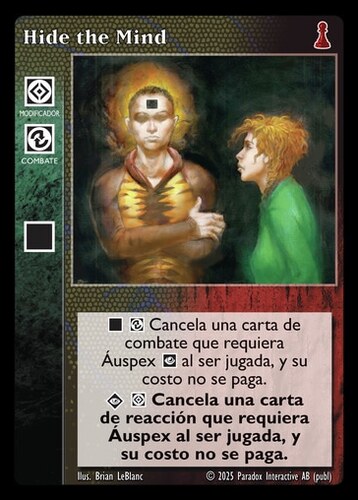 Hide the Mind
MODIFICADOR
COMBATE
Cancela una carta de
combate que requiera
Áuspex al ser jugada, y su
costo no se paga.
Cancela una carta
de reacción que requiera
Áuspex al ser jugada, y
su costo no se paga.
Ilus. Brian LeBlanc © 2025 Paradox Interactive AB (publ)